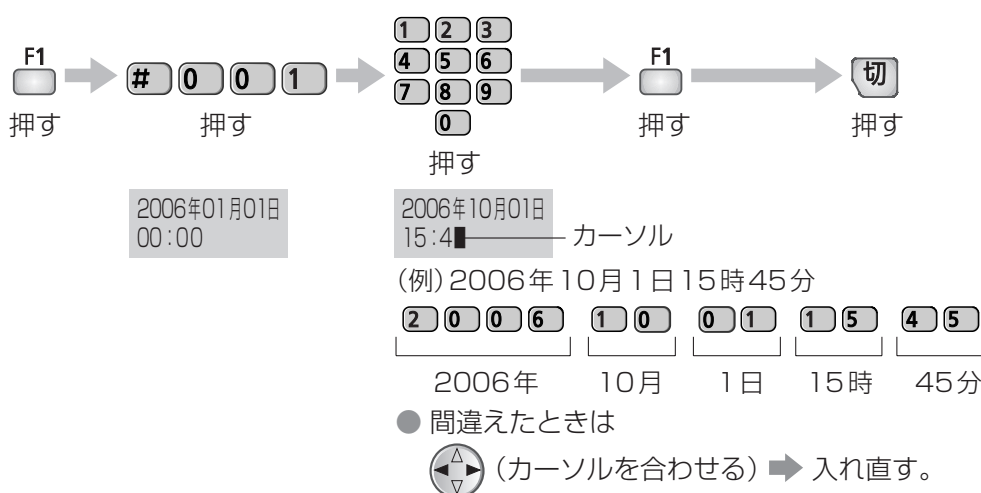 F1
押す
# 0 0 1
押す
1 2 3
4 5 6
7 8 9
0
押す
F1
押す
切
押す
2006年01月01日
00:00
2006年10月01日
15:4
カーソル
(例)2006年10月1日15時45分
2 0 0 6 1 0 0 1 1 5 4 5
2006年 10月 1日 15時 45分
● 間違えたときは
(カーソルを合わせる) ➡ 入れ直す。